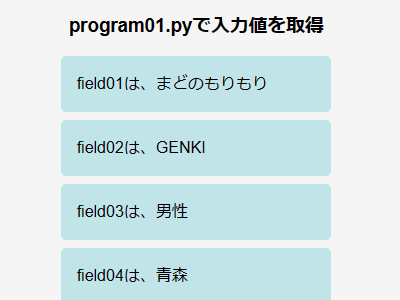 program01.pyで入力値を取得
field01は、まどのもりもり
field02は、GENKI
field03は、男性
field04は、青森